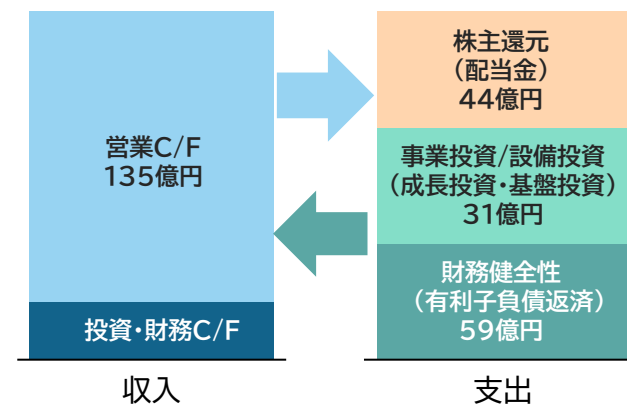 営業C/F
135億円
投資・財務C/F
収入
株主還元
（配当金）
44億円
事業投資/設備投資
（成長投資・基盤投資）
31億円
財務健全性
（有利子負債返済）
59億円
支出